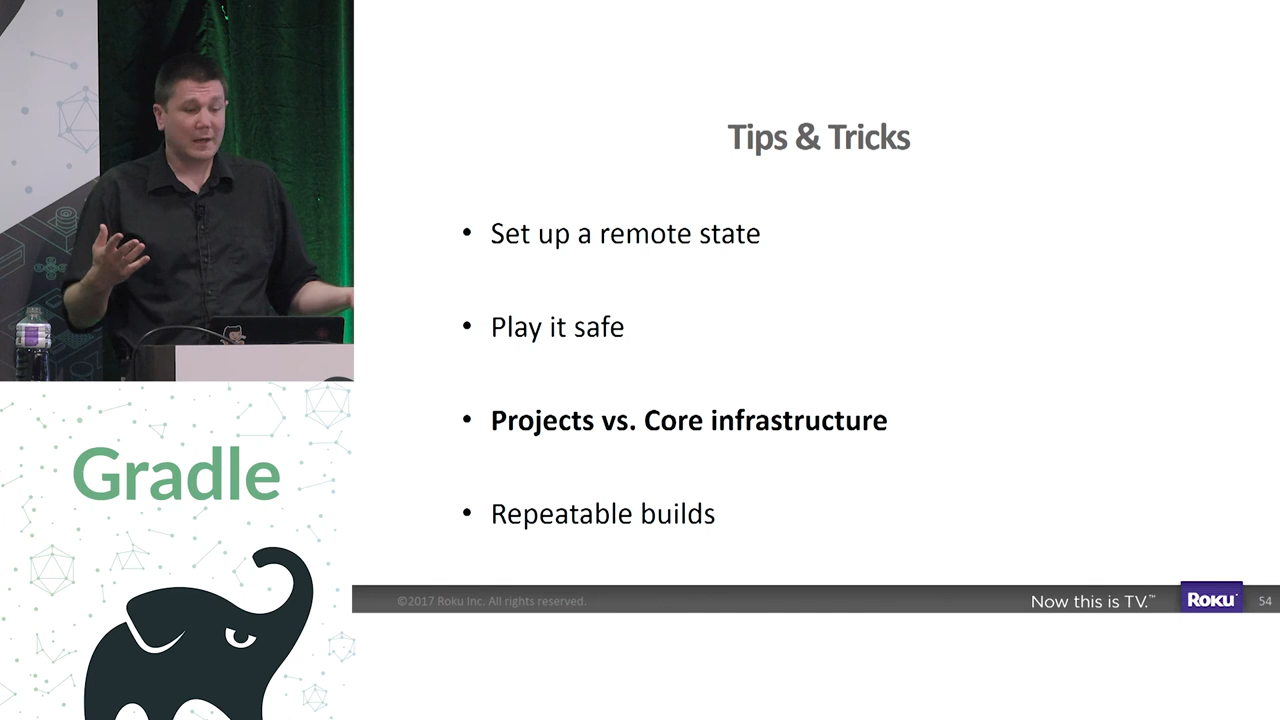 Tips & Tricks
• Set up a remote state
• Play it safe
• Projects vs. Core infrastructure
• Repeatable builds
©2017 Roku Inc. All rights reserved.
Now this is TV.™
ROKU
54
Gradle